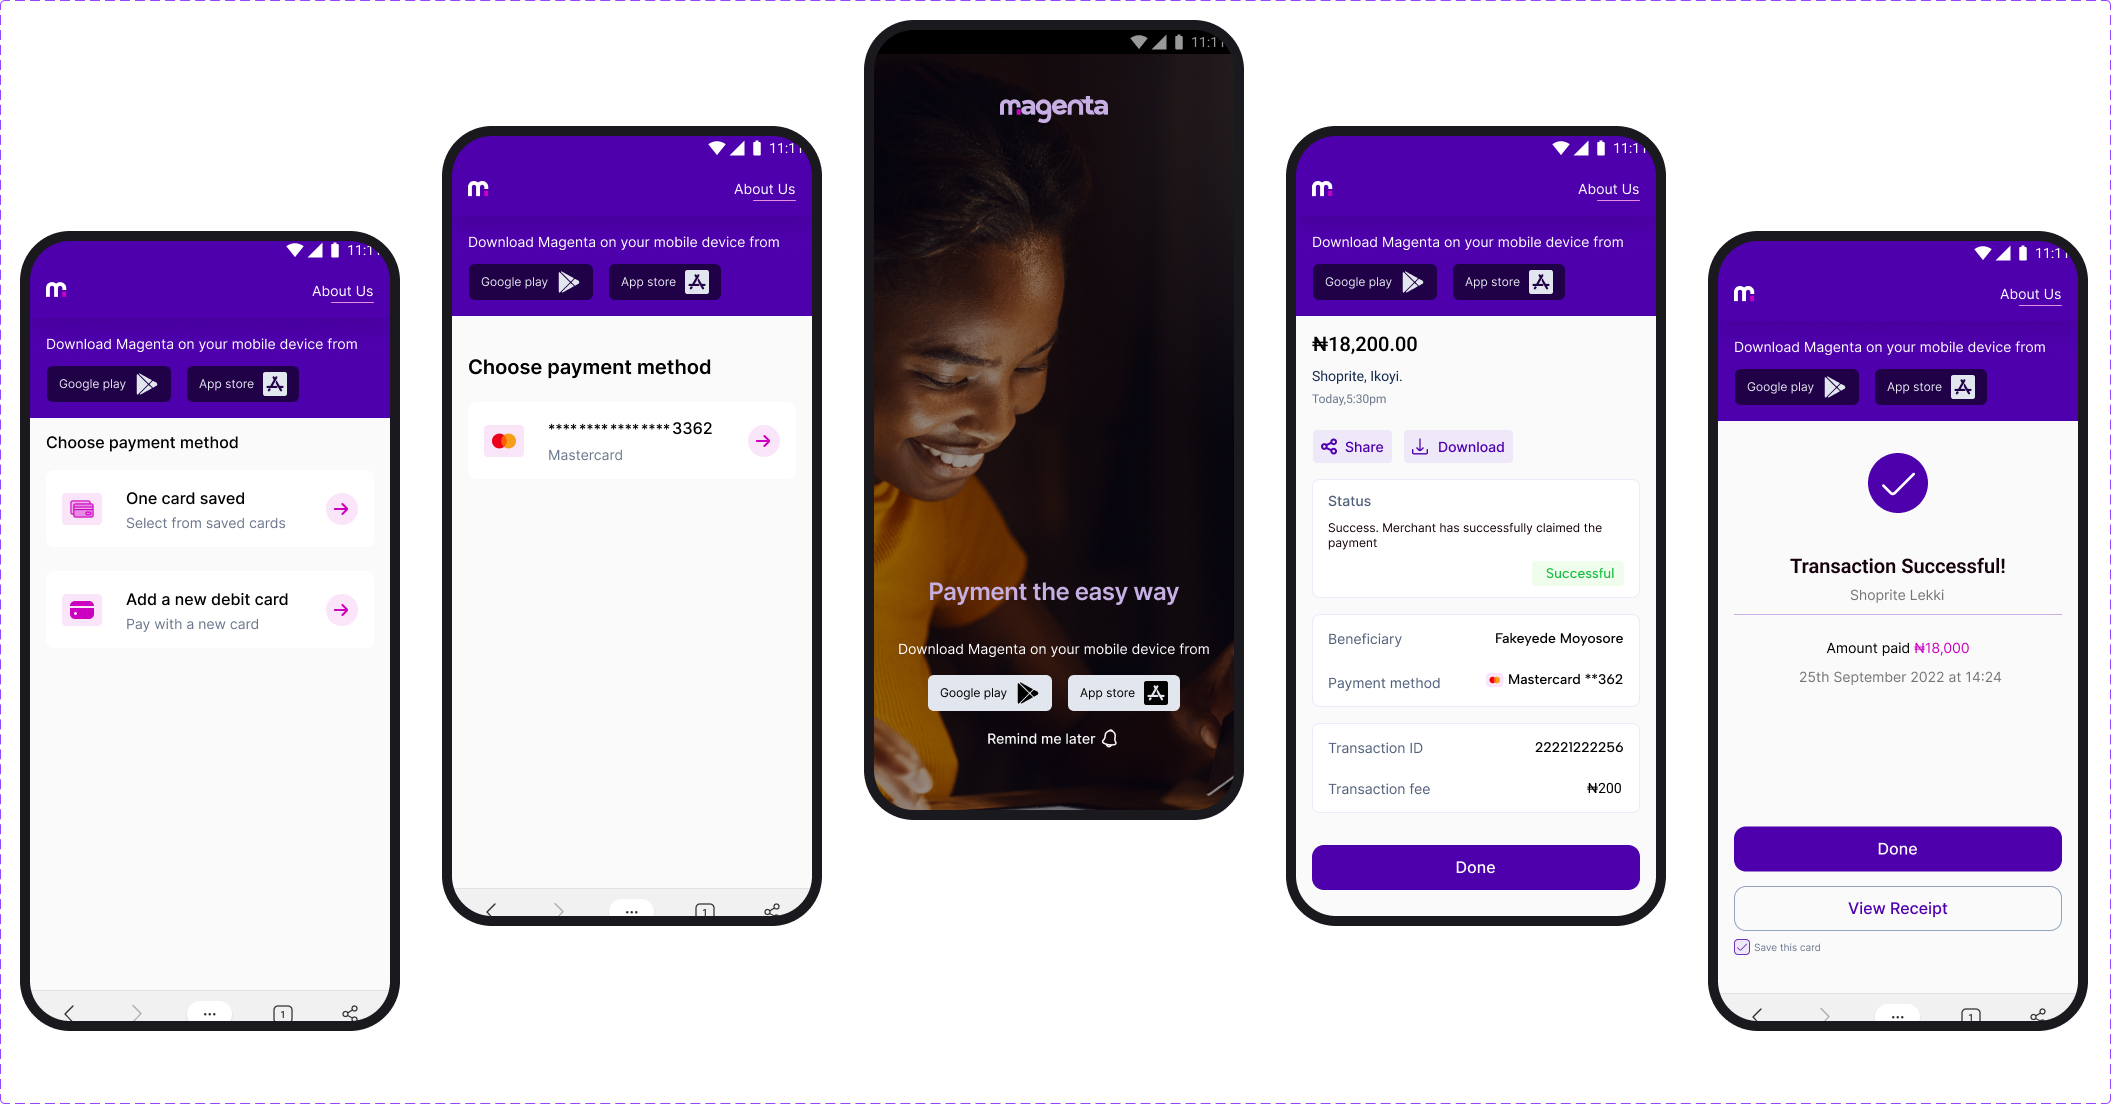 11:11
About Us
Download Magenta on your mobile device from
Google play
App store
Choose payment method
One card saved
Select from saved cards
Add a new debit card
Pay with a new card
...
1
11:11
m
About Us
Download Magenta on your mobile device from
Google play
App store
Choose payment method
****************3362
Mastercard
...
1
11:11
magenta
Payment the easy way
Download Magenta on your mobile device from
Google play
App store
Remind me later
11:11
m
About Us
Download Magenta on your mobile device from
Google play
App store
₦18,200.00
Shoprite, Ikoyi.
Today,5:30pm
Share
Download
Status
Success. Merchant has successfully claimed the
payment
Successful
Beneficiary
Fakeyede Moyosore
Payment method
Mastercard **362
Transaction ID
22221222256
Transaction fee
₦200
Done
11:11
m
About Us
Download Magenta on your mobile device from
Google play
App store
Transaction Successful!
Shoprite Lekki
Amount paid ₦18,000
25th September 2022 at 14:24
Done
View Receipt
Save this card
...
1